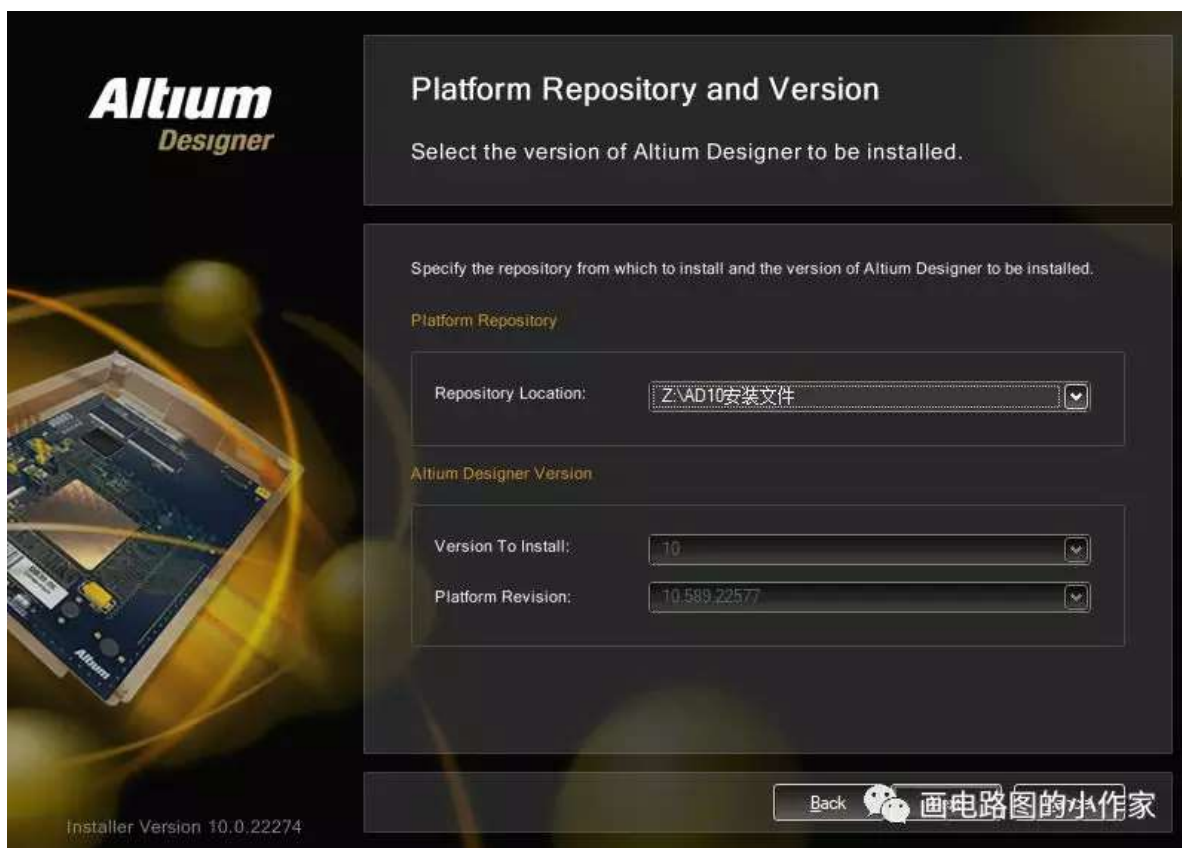 Altium
Designer
Platform Repository and Version
Select the version of Altium Designer to be installed.
Specify the repository from which to install and the version of Altium Designer to be installed.
Platform Repository
Repository Location:
Z:\AD10安装文件
Altium Designer Version
Version To Install:
10
Platform Revision:
10.589.22577
Altium
Back
画电路图的小作家
Installer Version 10.0.22274